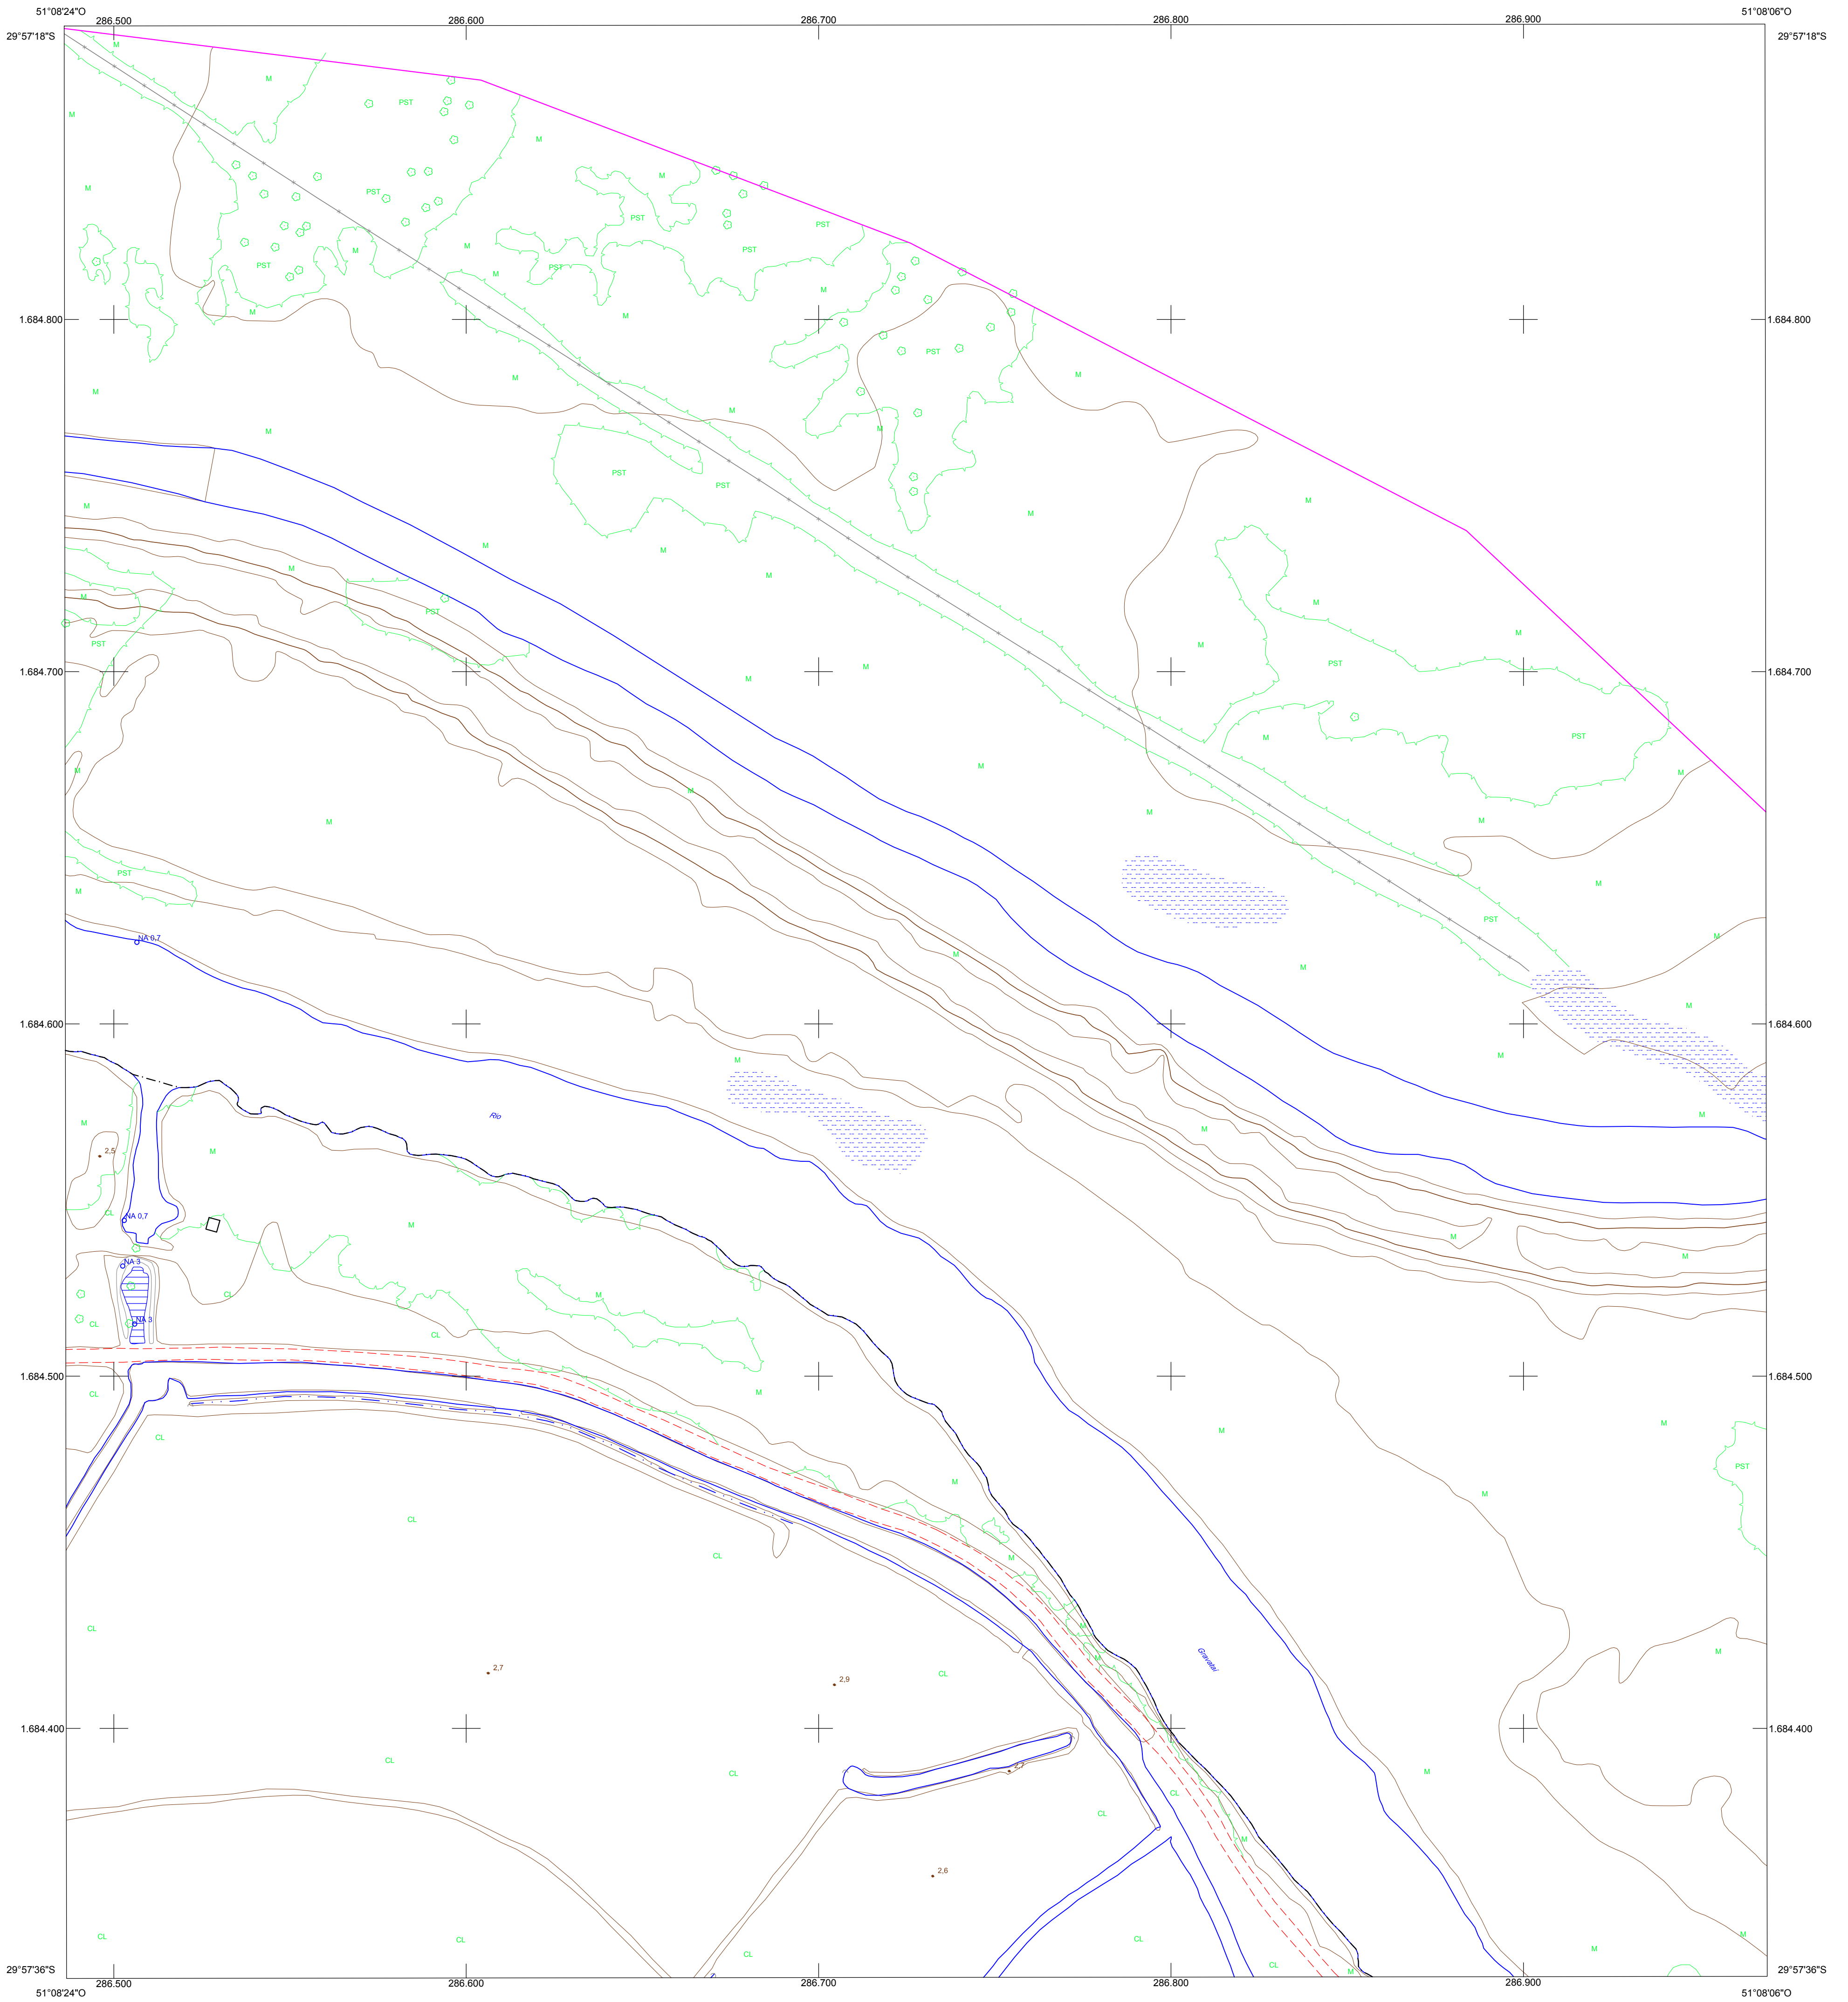 51°08'24"O 286.500 286.600 286.700 286.800 286.900 51°08'06"O
29°57'18"S 29°57'18"S
M
M PST
M
M
M
M PST
PST PST
M M PST
PST M PST
M M
1.684.800 M M 1.684.800
PST
M M
M M
M M
PST
PST
M M M
M M
M M
M M
PST M
PST M PST
1.684.700 M 1.684.700
M
M PST
M M M
M
M M M
PST
M M
PST
NA 0,7 M
M M
M
1.684.600 1.684.600
M M
Rio M
M M
2,5 M
CL NA 0,7 M
M
NA 3 M
CL M
CL NA 3
CL
1.684.500 1.684.500
CL M
M
CL M
PST
M M
CL
CL M
CL M
M
M Gravataí
2,7 2,9 CL
1.684.400 1.684.400
CL CL 2,7 M
CL CL
M
2,6
CL CL CL CL M
CL M M
29°57'36"S 29°57'36"S
286.500 286.600 286.700 286.800 286.900
51°08'24"O 51°08'06"O